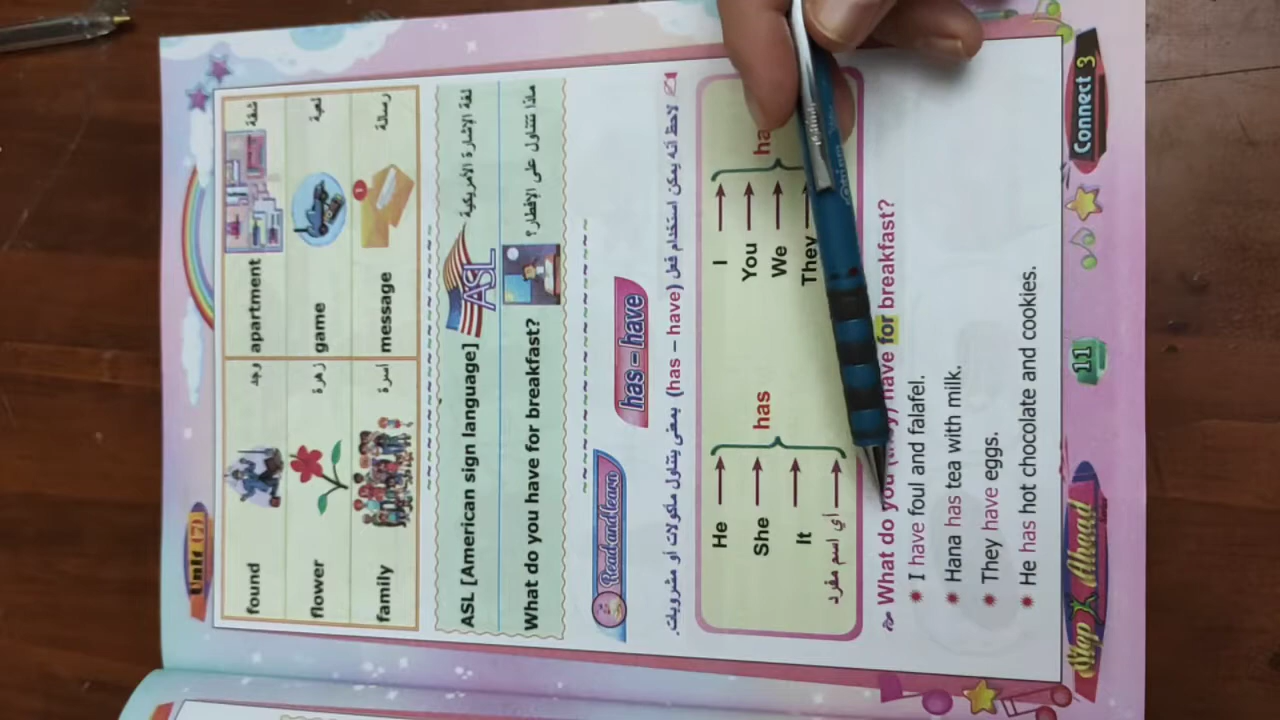 Unit (7)
found وجد apartment شقة
flower زهرة game لعبة
family أسرة message رسالة
ASL [American sign language] ASL لغة الإشارة الأمريكية
What do you have for breakfast? ماذا تتناول على الإفطار؟
Read and learn
has – have
لاحظ أنه يمكن استخدام فعل (has – have) بمعنى يتناول مأكولات أو مشروبات.
He I
She has You
It We
أي اسم مفرد They
What do you have for breakfast?
I have foul and falafel.
Hana has tea with milk.
They have eggs.
He has hot chocolate and cookies.
Step Ahead 11 Connect 3